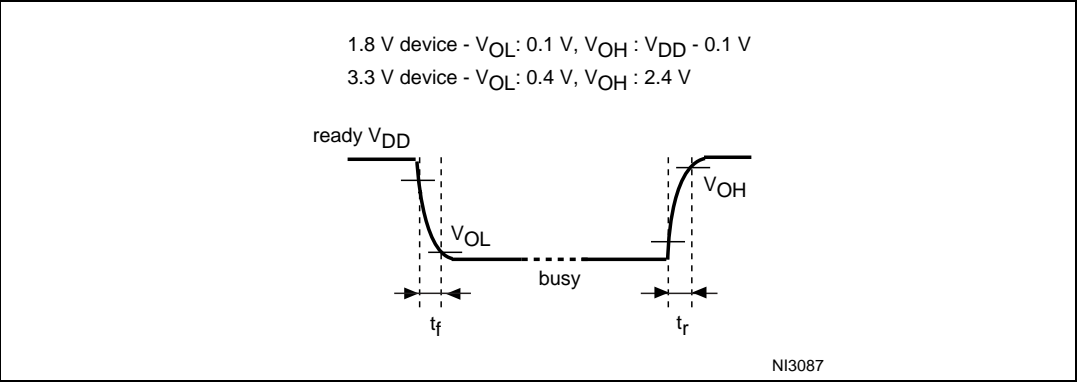 1.8 V device - VOL: 0.1 V, VOH : VDD - 0.1 V
3.3 V device - VOL: 0.4 V, VOH : 2.4 V
ready VDD
VOH
VOL
busy
tf
tr
NI3087